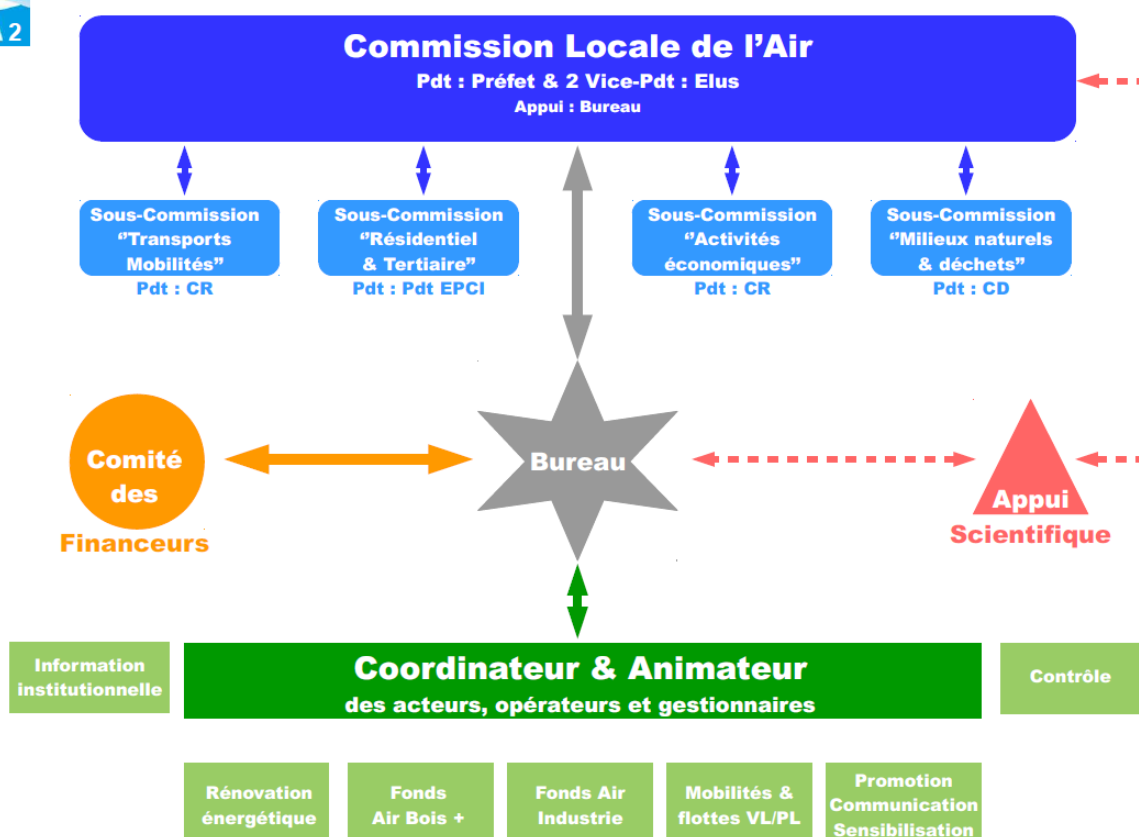 2
Commission Locale de l’Air
Pdt : Préfet & 2 Vice-Pdt : Elus
Appui : Bureau
Sous-Commission
‘’Transports
Mobilités’’
Pdt : CR
Sous-Commission
‘’Résidentiel
& Tertiaire’’
Pdt : Pdt EPCI
Sous-Commission
‘’Activités
économiques’’
Pdt : CR
Sous-Commission
‘’Milieux naturels
& déchets’’
Pdt : CD
Comité
des
Financeurs
Bureau
Appui
Scientifique
Information
institutionnelle
Coordinateur & Animateur
des acteurs, opérateurs et gestionnaires
Contrôle
Rénovation
énergétique
Fonds
Air Bois +
Fonds Air
Industrie
Mobilités &
flottes VL/PL
Promotion
Communication
Sensibilisation